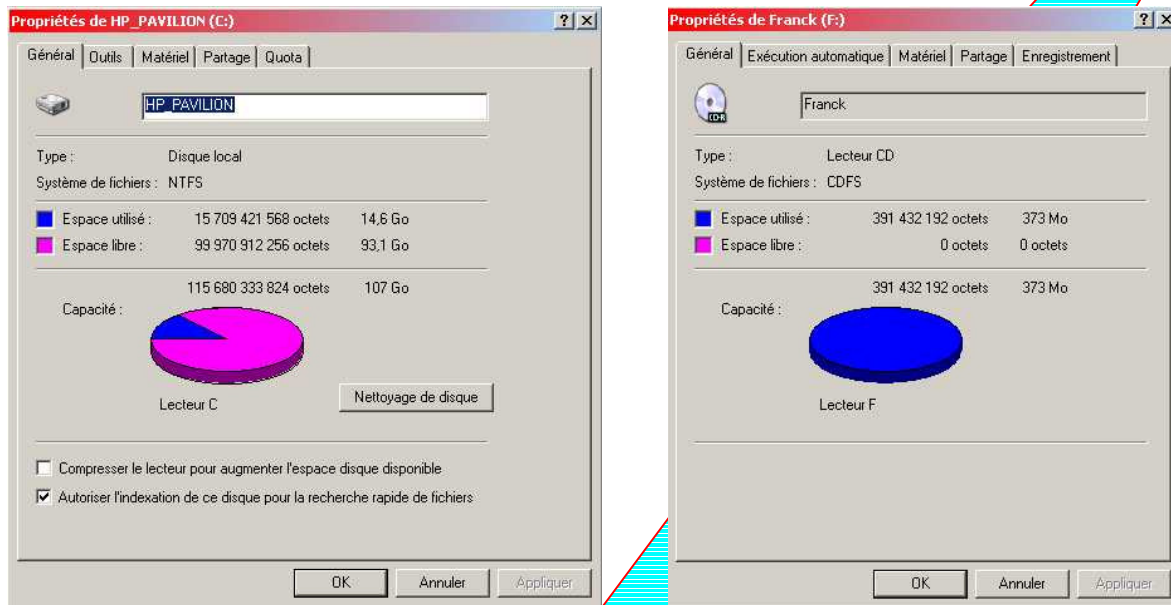 Propriétés de HP_PAVILION (C:)
Général Outils Matériel Partage Quota
HP_PAVILION
Type : Disque local
Système de fichiers : NTFS
Espace utilisé : 15 709 421 568 octets 14,6 Go
Espace libre : 99 970 912 256 octets 93,1 Go
115 680 333 824 octets 107 Go
Capacité :
Lecteur C
Nettoyage de disque
Compresser le lecteur pour augmenter l'espace disque disponible
Autoriser l'indexation de ce disque pour la recherche rapide de fichiers
OK Annuler Appliquer
Propriétés de Franck (F:)
Général Exécution automatique Matériel Partage Enregistrement
CD-R
Franck
Type : Lecteur CD
Système de fichiers : CDFS
Espace utilisé : 391 432 192 octets 373 Mo
Espace libre : 0 octets 0 octets
391 432 192 octets 373 Mo
Capacité :
Lecteur F
OK Annuler Appliquer